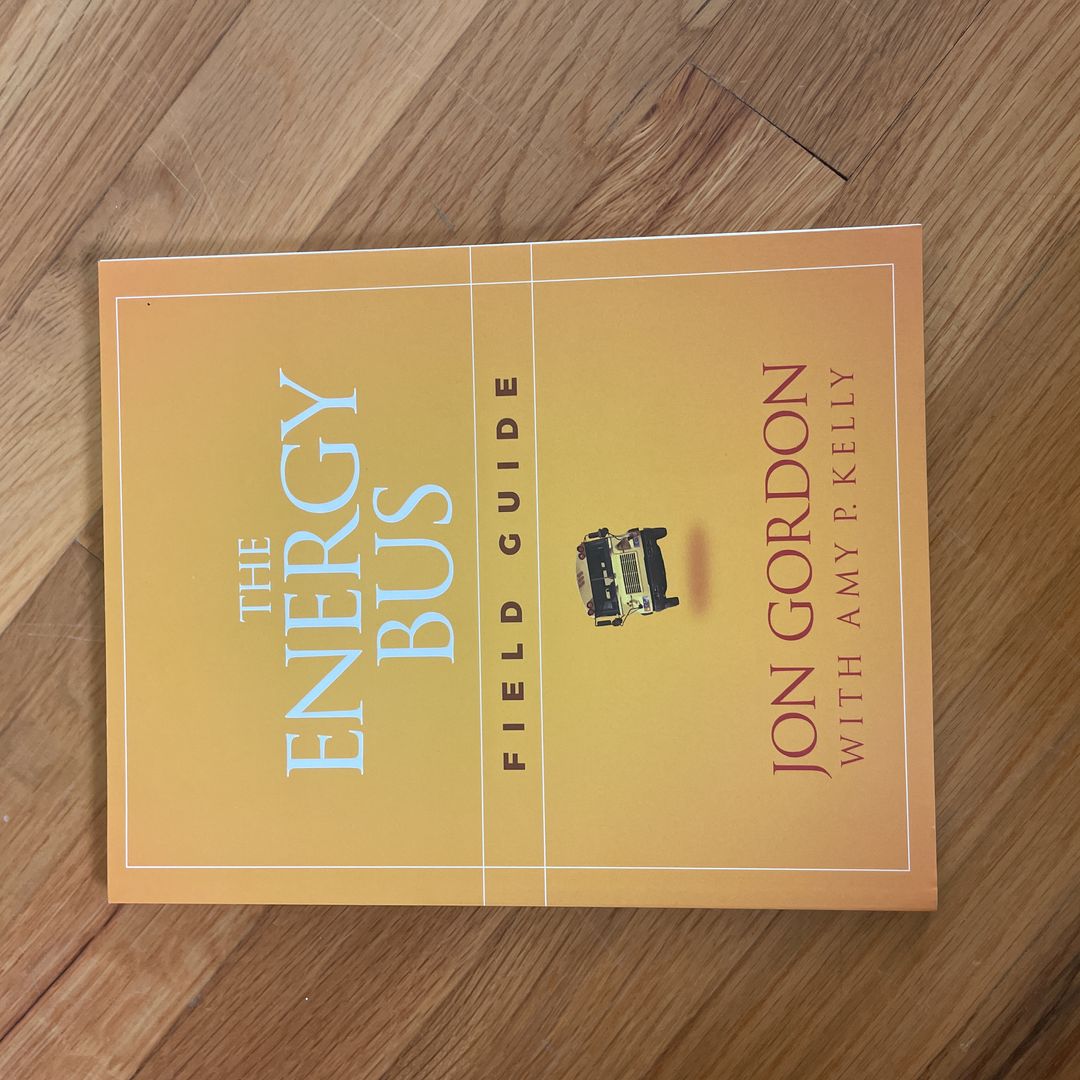 THE
ENERGY
BUS
FIELD GUIDE
JON GORDON
WITH AMY P. KELLY